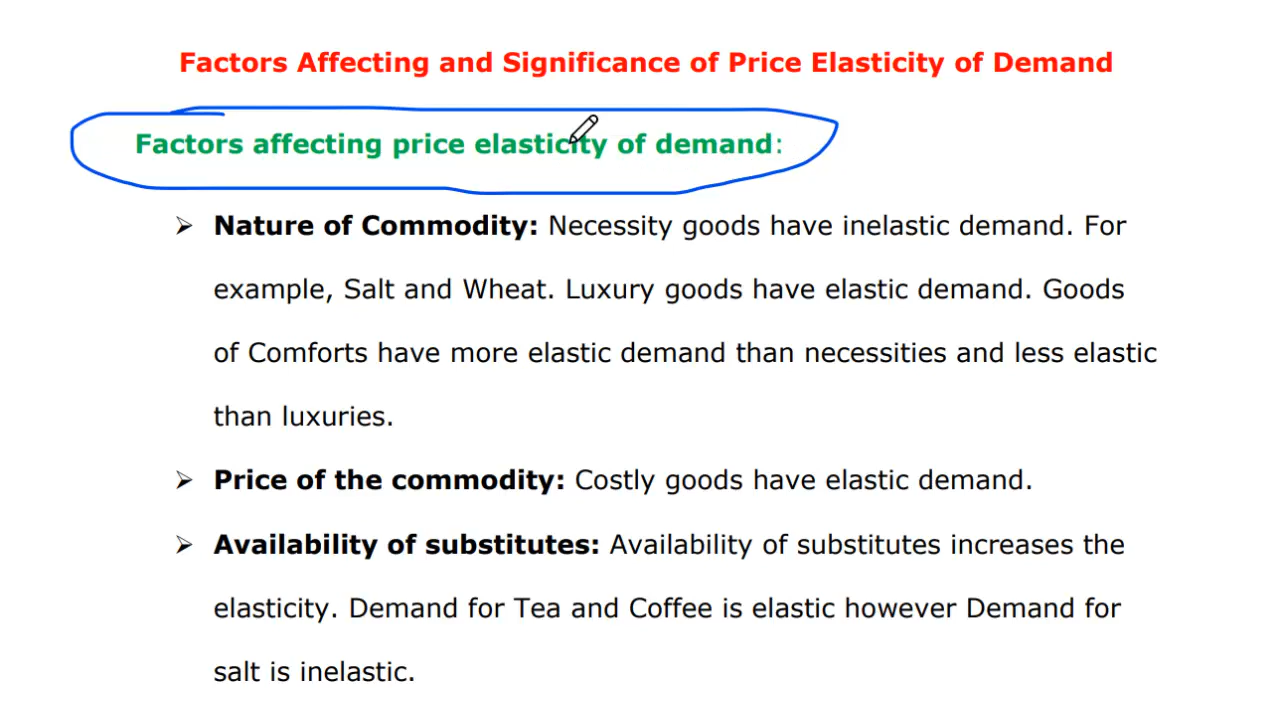 Factors Affecting and Significance of Price Elasticity of Demand
Factors affecting price elasticity of demand:
➢ Nature of Commodity: Necessity goods have inelastic demand. For
example, Salt and Wheat. Luxury goods have elastic demand. Goods
of Comforts have more elastic demand than necessities and less elastic
than luxuries.
➢ Price of the commodity: Costly goods have elastic demand.
➢ Availability of substitutes: Availability of substitutes increases the
elasticity. Demand for Tea and Coffee is elastic however Demand for
salt is inelastic.